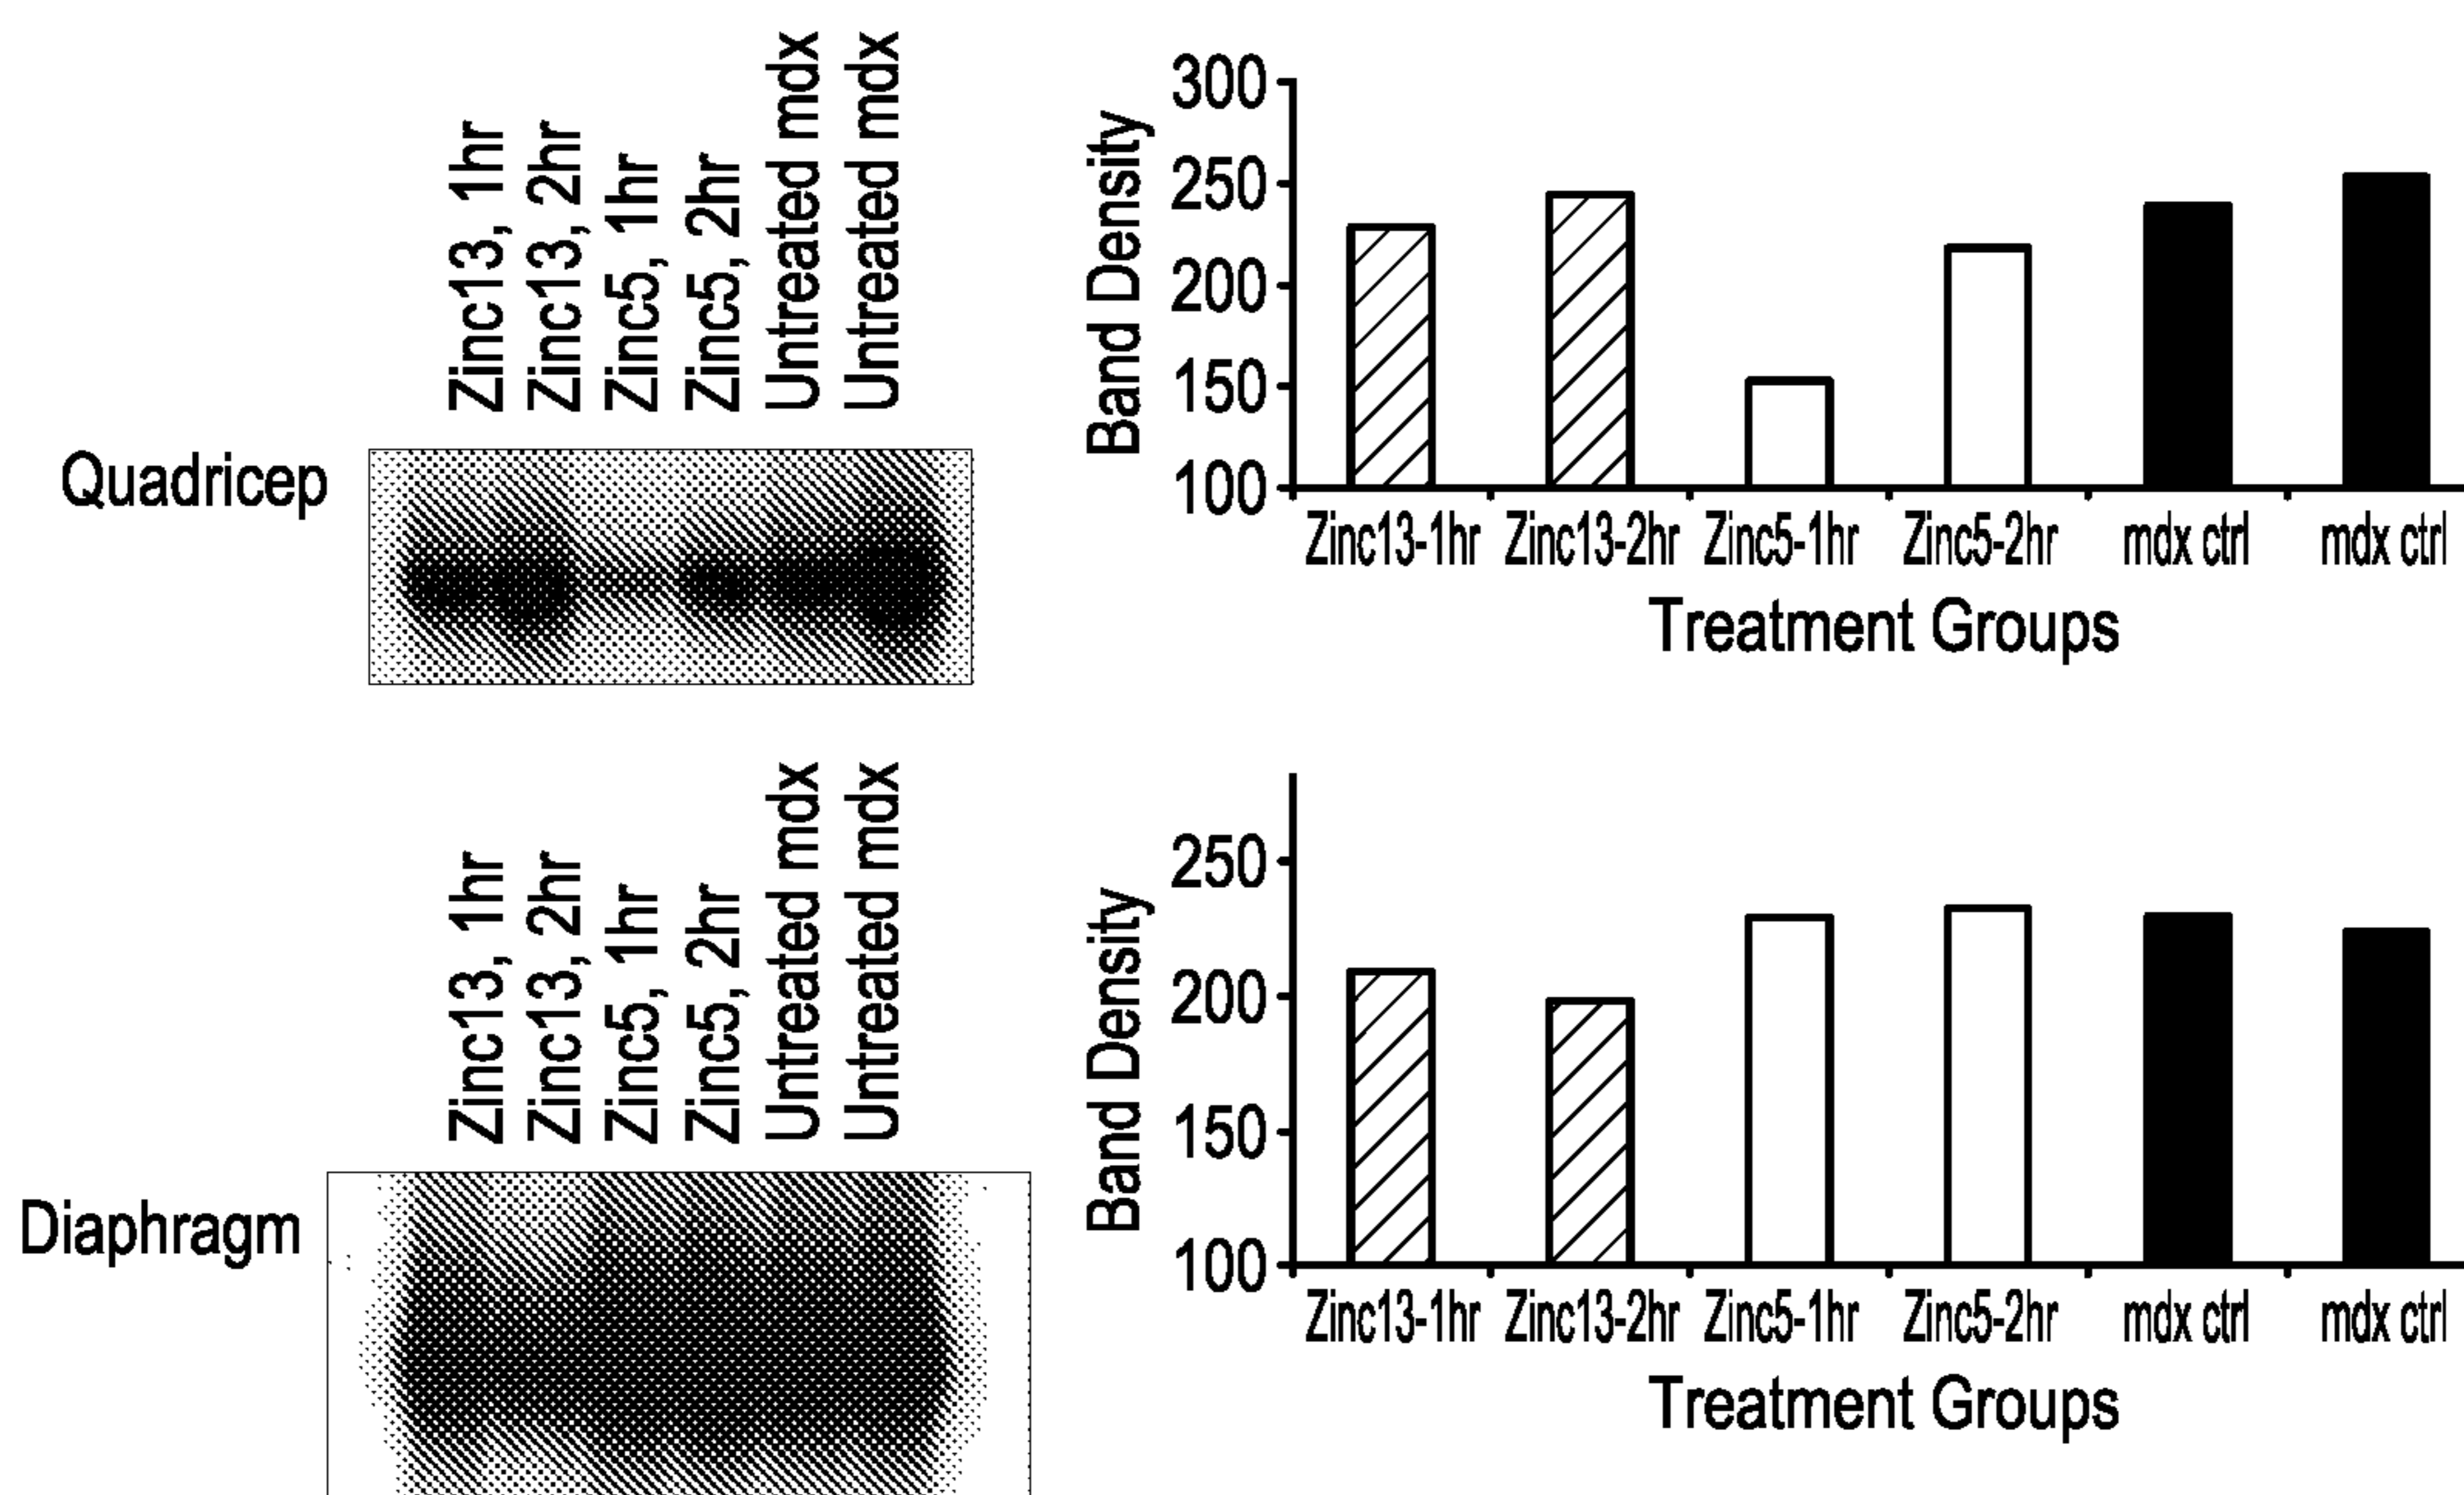 Zinc13, 1hr
Zinc13, 2hr
Zinc5, 1hr
Zinc5, 2hr
Untreated mdx
Untreated mdx
Quadricep
Band Density
300
250
200
150
100
Zinc13-1hr Zinc13-2hr Zinc5-1hr Zinc5-2hr mdx ctrl mdx ctrl
Treatment Groups
Zinc13, 1hr
Zinc13, 2hr
Zinc5, 1hr
Zinc5, 2hr
Untreated mdx
Untreated mdx
Diaphragm
Band Density
250
200
150
100
Zinc13-1hr Zinc13-2hr Zinc5-1hr Zinc5-2hr mdx ctrl mdx ctrl
Treatment Groups